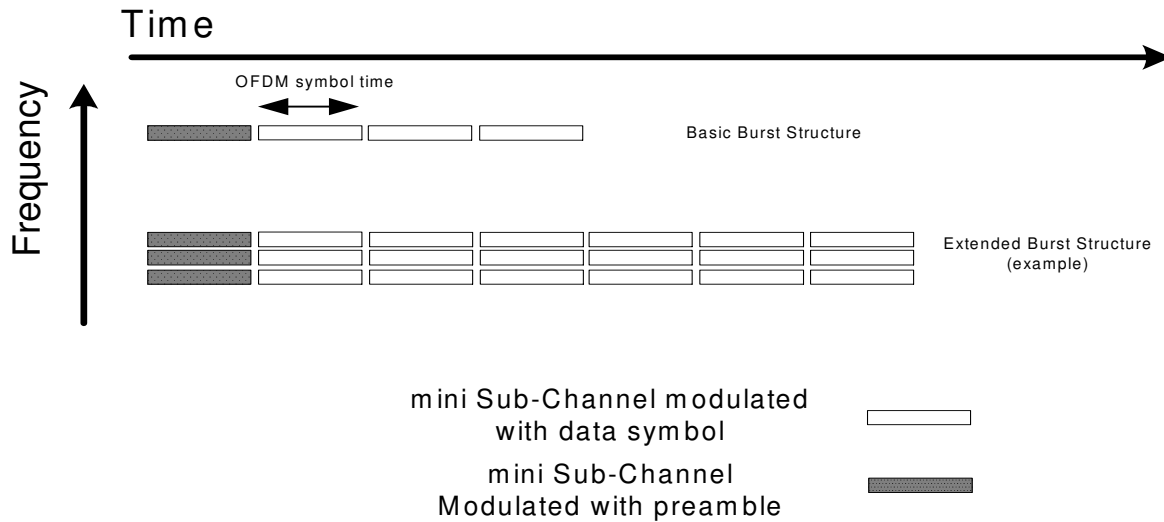 Time
OFDM symbol time
Frequency
Basic Burst Structure
Extended Burst Structure
(example)
mini Sub-Channel modulated
with data symbol
mini Sub-Channel
Modulated with preamble